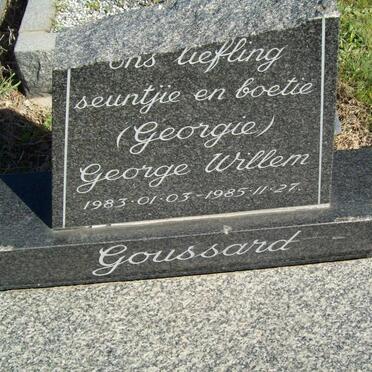 Ons liefling
seuntjie en boetie
(Georgie)
George Willem
1983·01·03-1985·11·27.
Goussard